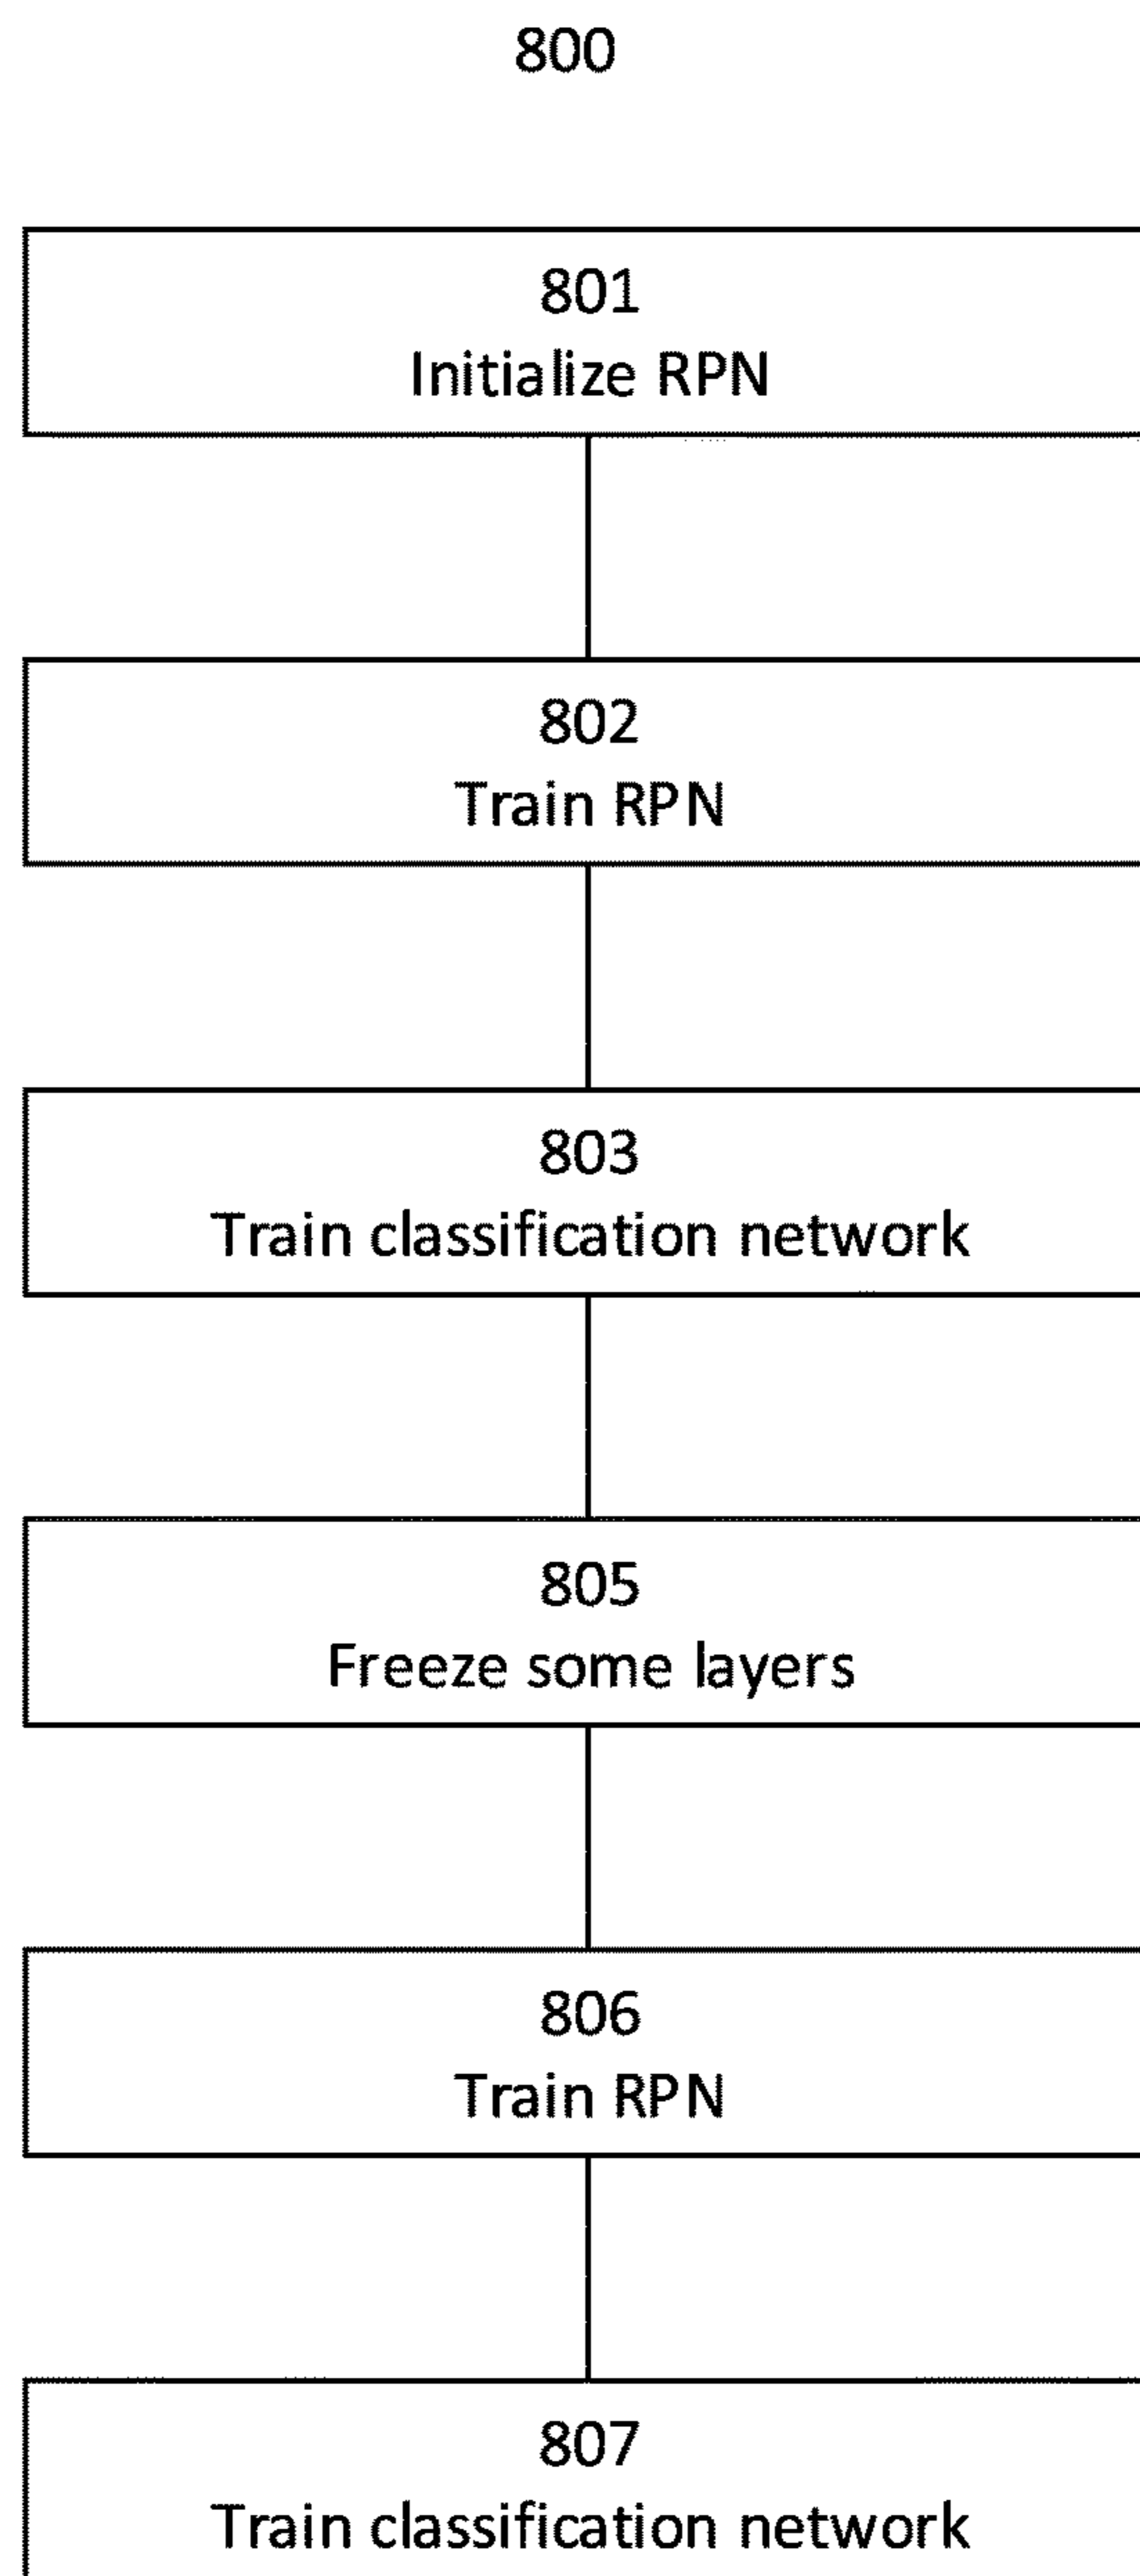 800
801
Initialize RPN
802
Train RPN
803
Train classification network
805
Freeze some layers
806
Train RPN
807
Train classification network